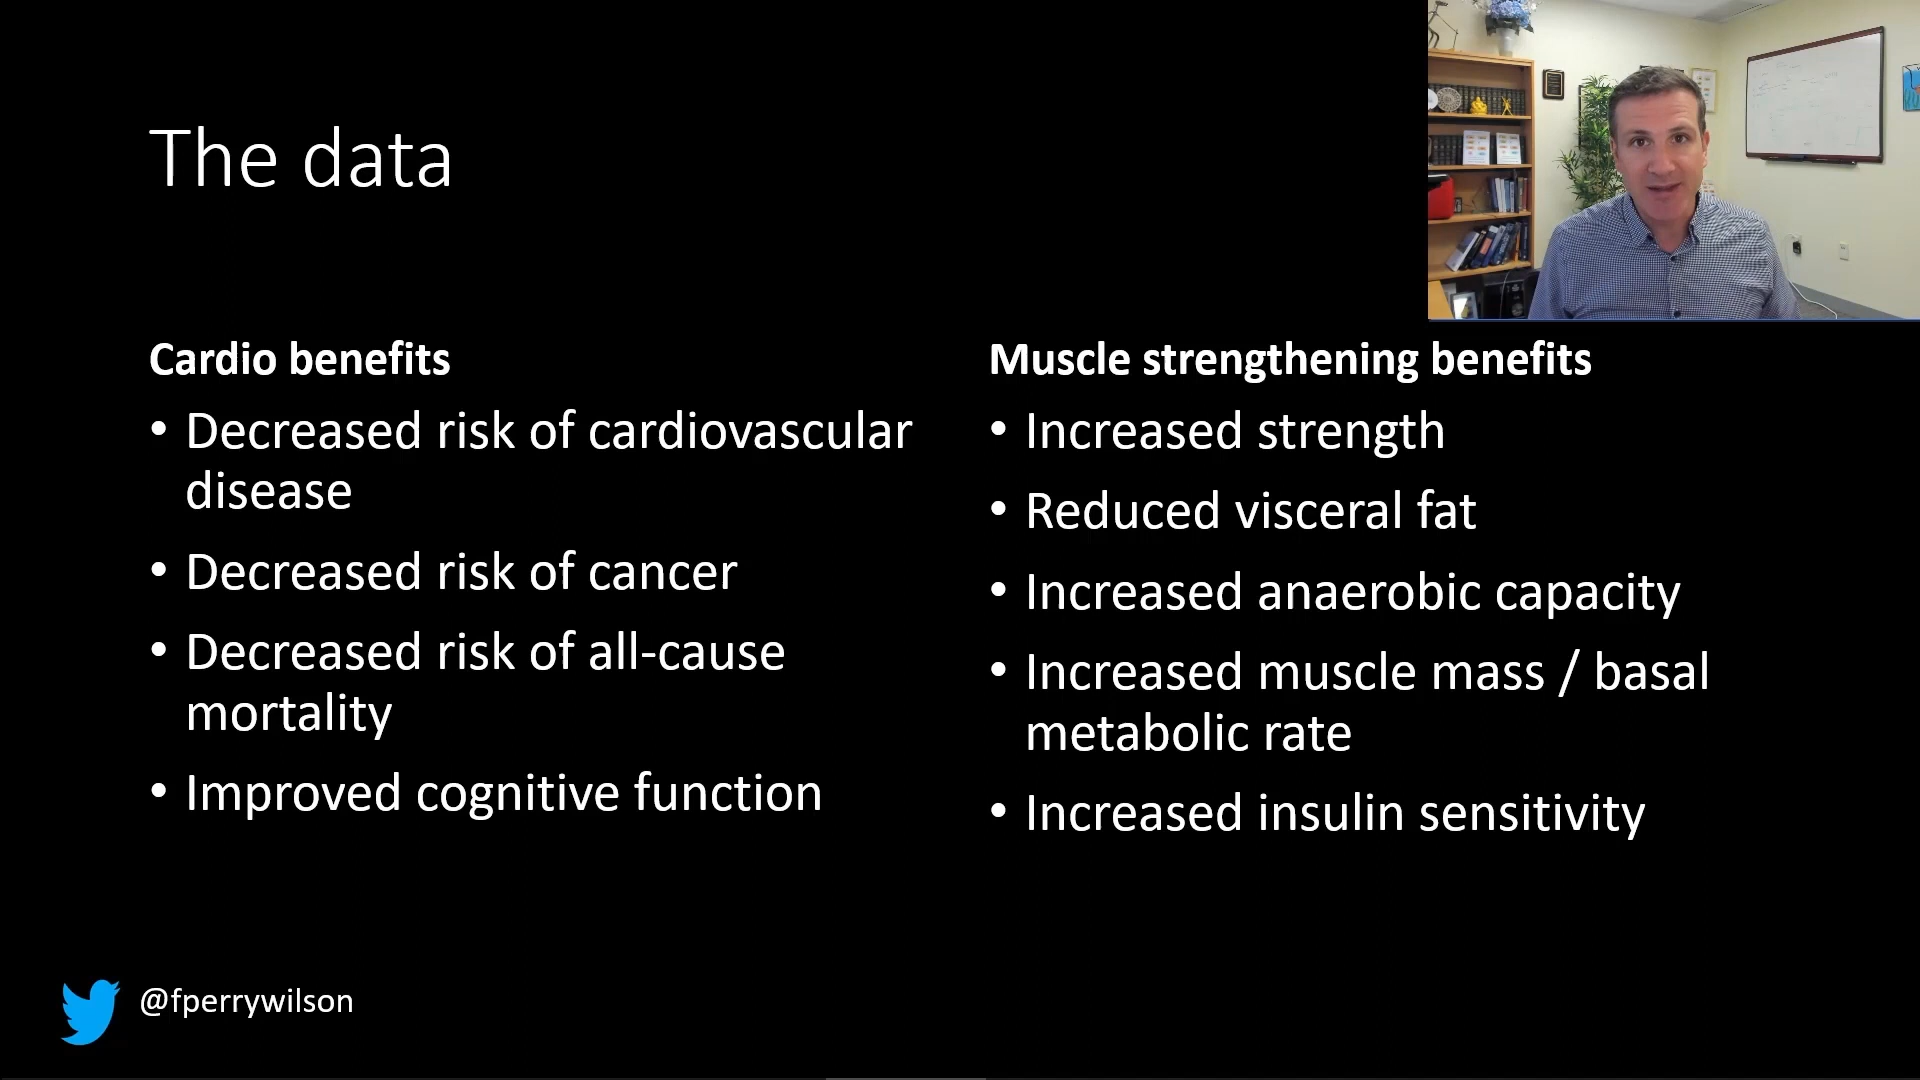 The data
Cardio benefits
• Decreased risk of cardiovascular
disease
• Decreased risk of cancer
• Decreased risk of all-cause
mortality
• Improved cognitive function
Muscle strengthening benefits
• Increased strength
• Reduced visceral fat
• Increased anaerobic capacity
• Increased muscle mass / basal
metabolic rate
• Increased insulin sensitivity
@fperrywilson